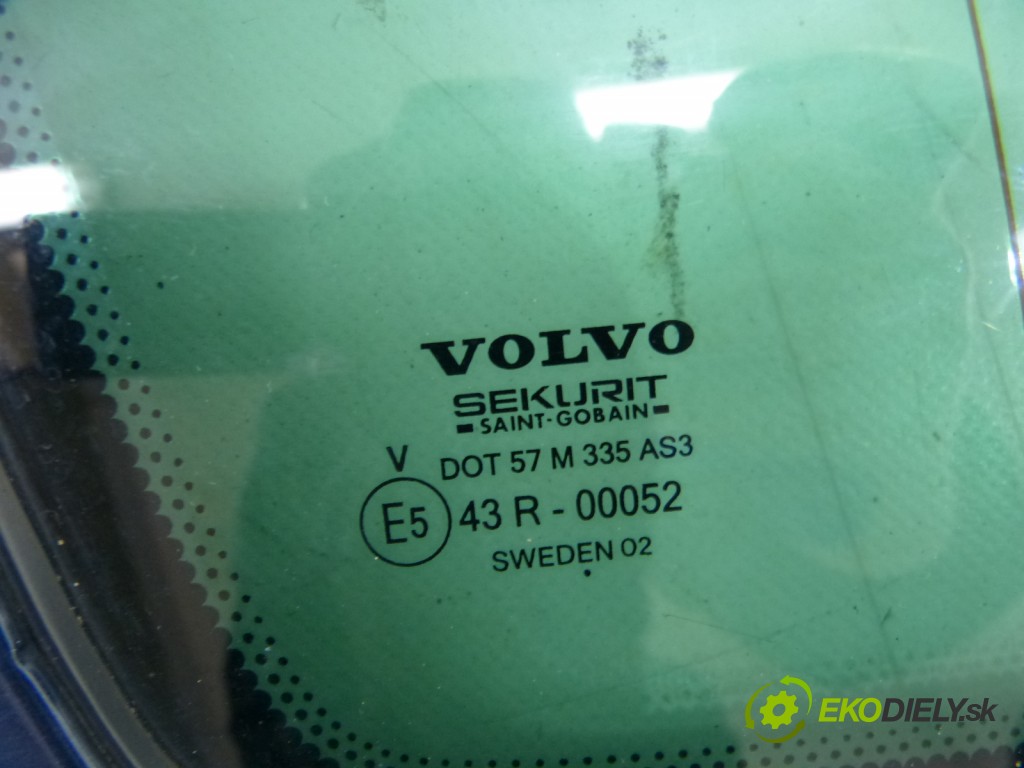 VOLVO
SEKURIT
SAINT-GOBAIN
V
DOT 57 M 335 AS3
E5 43 R - 00052
SWEDEN 02
EKODIELY.sk